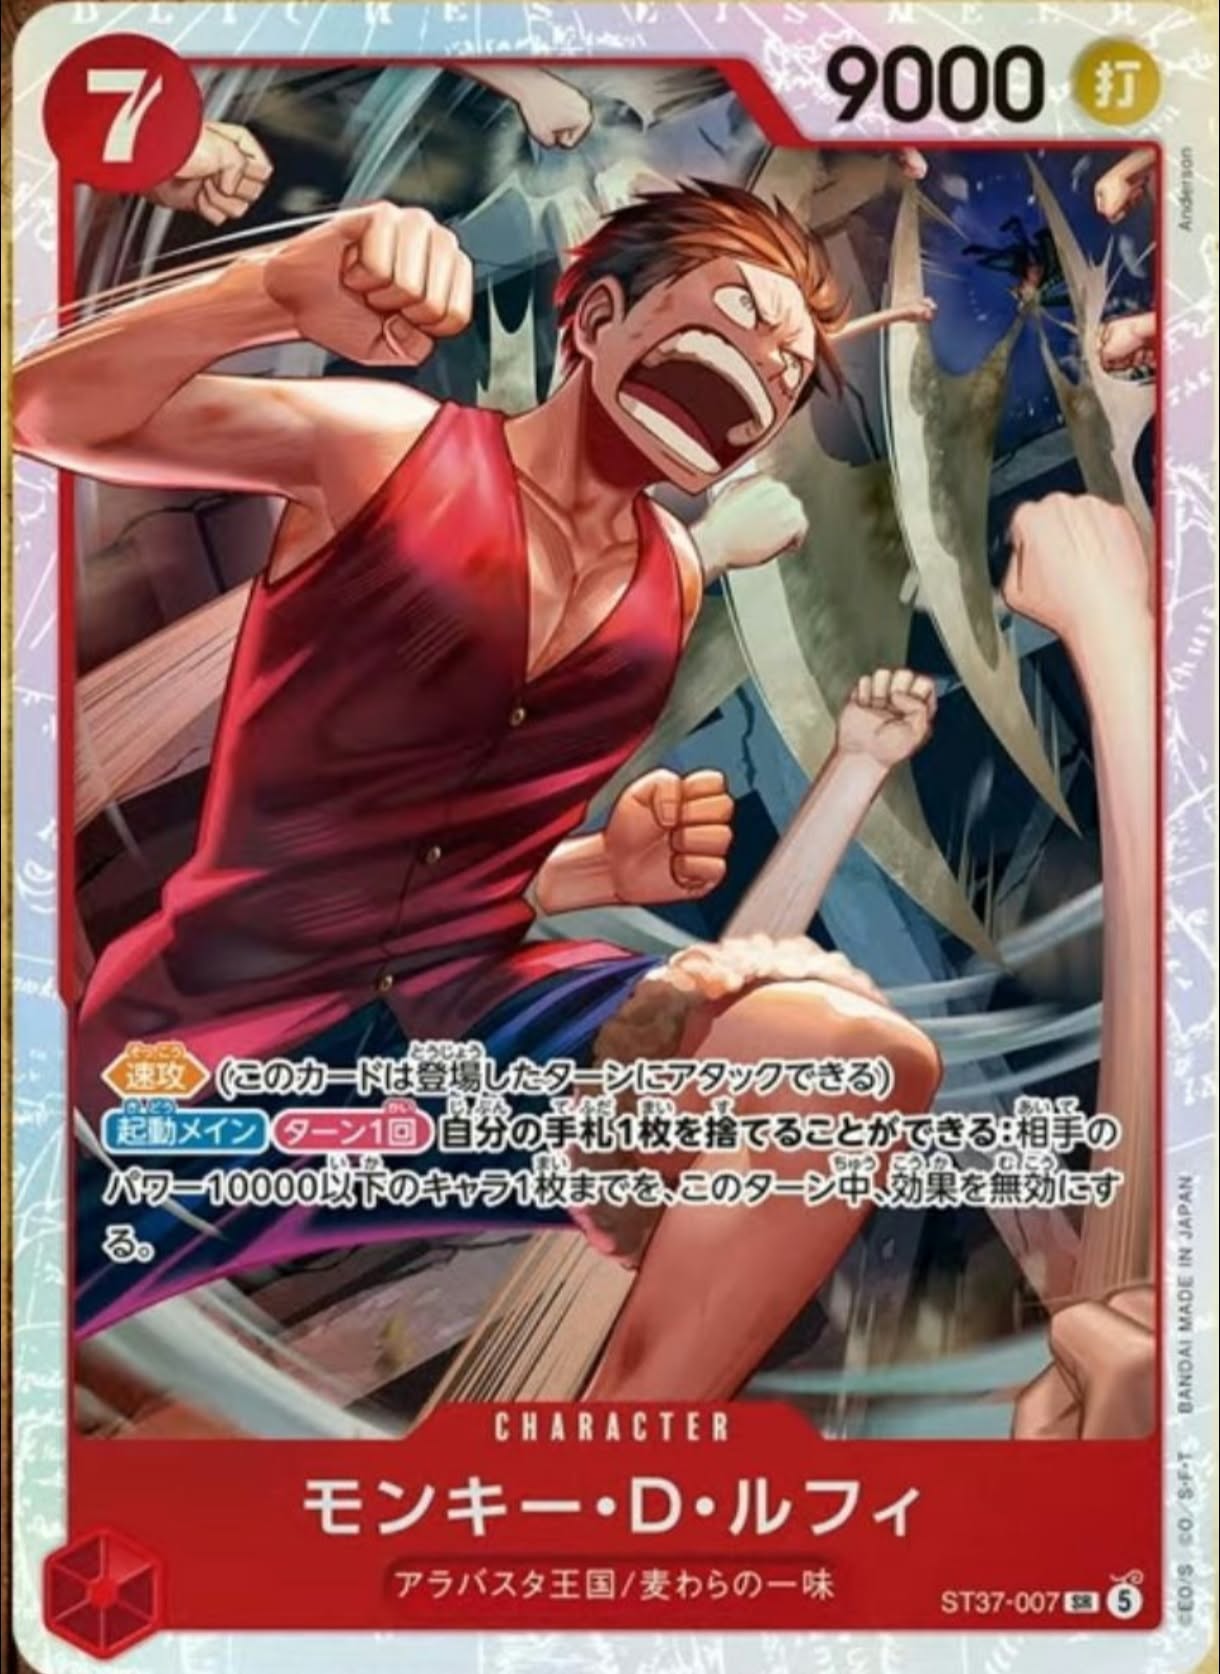 7
9000 打
Anderson
速攻 (このカードは登場したターンにアタックできる)
起動メイン ターン1回 自分の手札1枚を捨てることができる:相手の
パワー10000以下のキャラ1枚までを、このターン中、効果を無効にす
る。
CHARACTER
モンキー・D・ルフィ
アラバスタ王国/麦わらの一味
ST37-007 SR 5
©EO/S ©O/S・F・T BANDAI MADE IN JAPAN